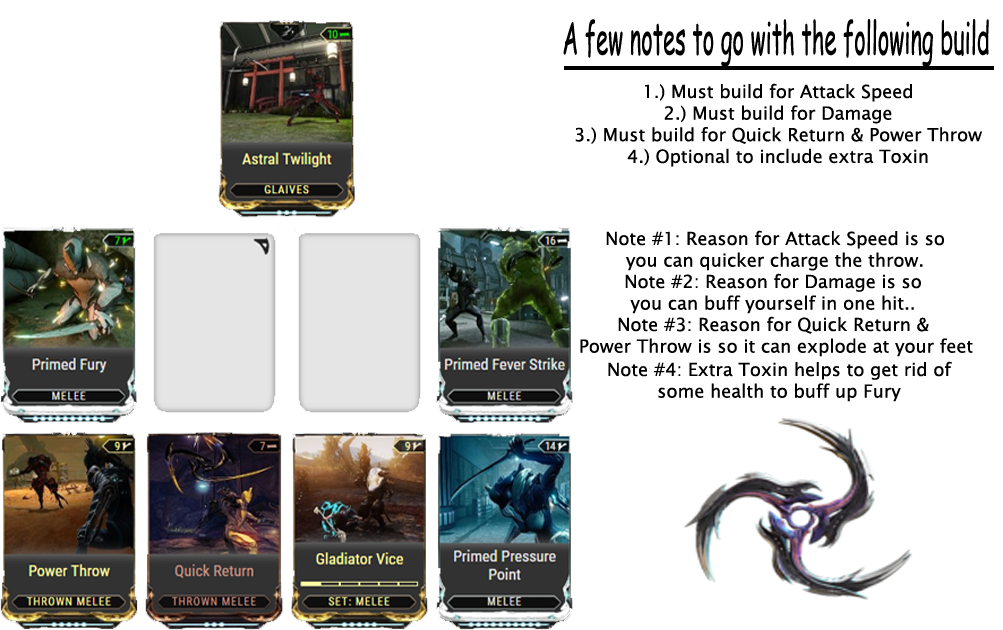 A few notes to go with the following build
1.) Must build for Attack Speed
2.) Must build for Damage
3.) Must build for Quick Return & Power Throw
4.) Optional to include extra Toxin
10
Astral Twilight
GLAIVES
7
Primed Fury
MELEE
16
Primed Fever Strike
MELEE
Note #1: Reason for Attack Speed is so
you can quicker charge the throw.
Note #2: Reason for Damage is so
you can buff yourself in one hit..
Note #3: Reason for Quick Return &
Power Throw is so it can explode at your feet
Note #4: Extra Toxin helps to get rid of
some health to buff up Fury
9
Power Throw
THROWN MELEE
7
Quick Return
THROWN MELEE
9
Gladiator Vice
SET: MELEE
14
Primed Pressure
Point
MELEE